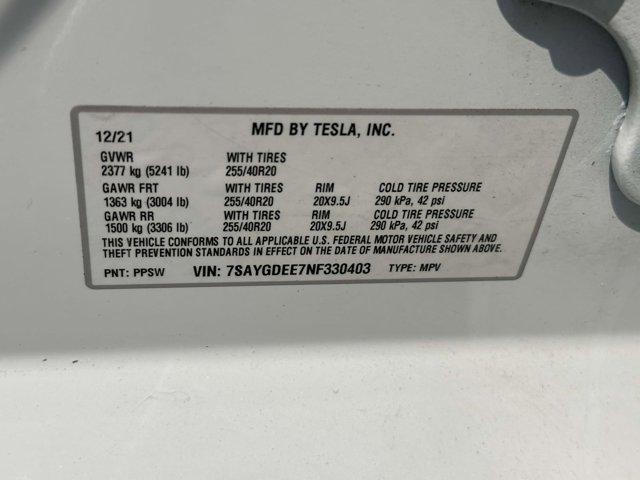 12/21 MFD BY TESLA, INC.
GVWR WITH TIRES
2377 kg (5241 lb) 255/40R20
GAWR FRT WITH TIRES RIM COLD TIRE PRESSURE
1363 kg (3004 lb) 255/40R20 20X9.5J 290 kPa, 42 psi
GAWR RR WITH TIRES RIM COLD TIRE PRESSURE
1500 kg (3306 lb) 255/40R20 20X9.5J 290 kPa, 42 psi
THIS VEHICLE CONFORMS TO ALL APPLICABLE U.S. FEDERAL MOTOR VEHICLE SAFETY AND
THEFT PREVENTION STANDARDS IN EFFECT ON THE DATE OF MANUFACTURE SHOWN ABOVE.
PNT: PPSW VIN: 7SAYGDEE7NF330403 TYPE: MPV